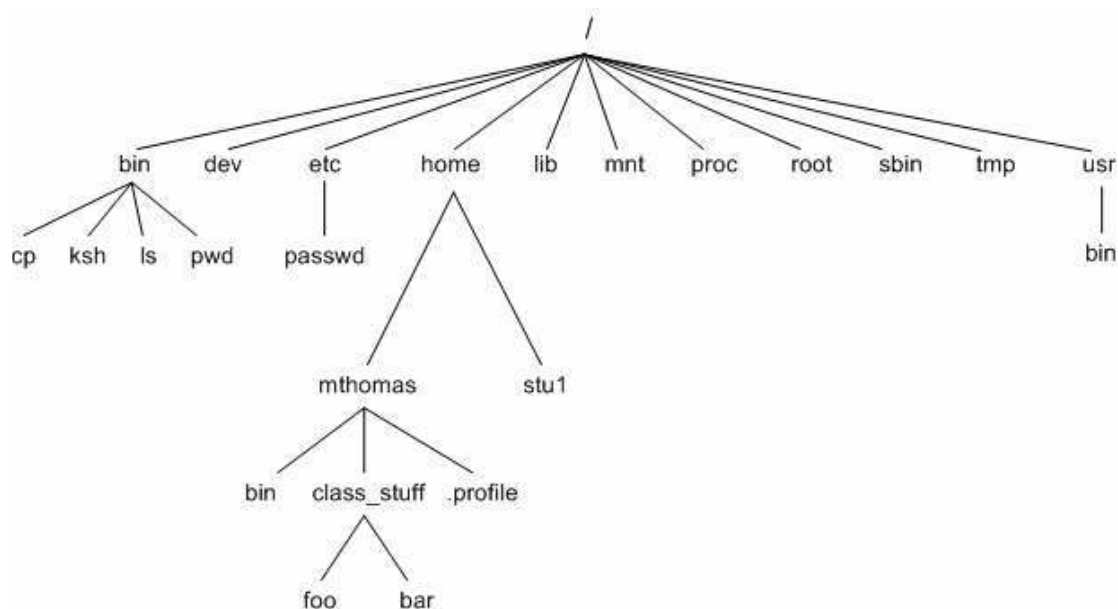 /
bin dev etc home lib mnt proc root sbin tmp usr
cp ksh ls pwd passwd bin
mthomas stu1
bin class_stuff .profile
foo bar